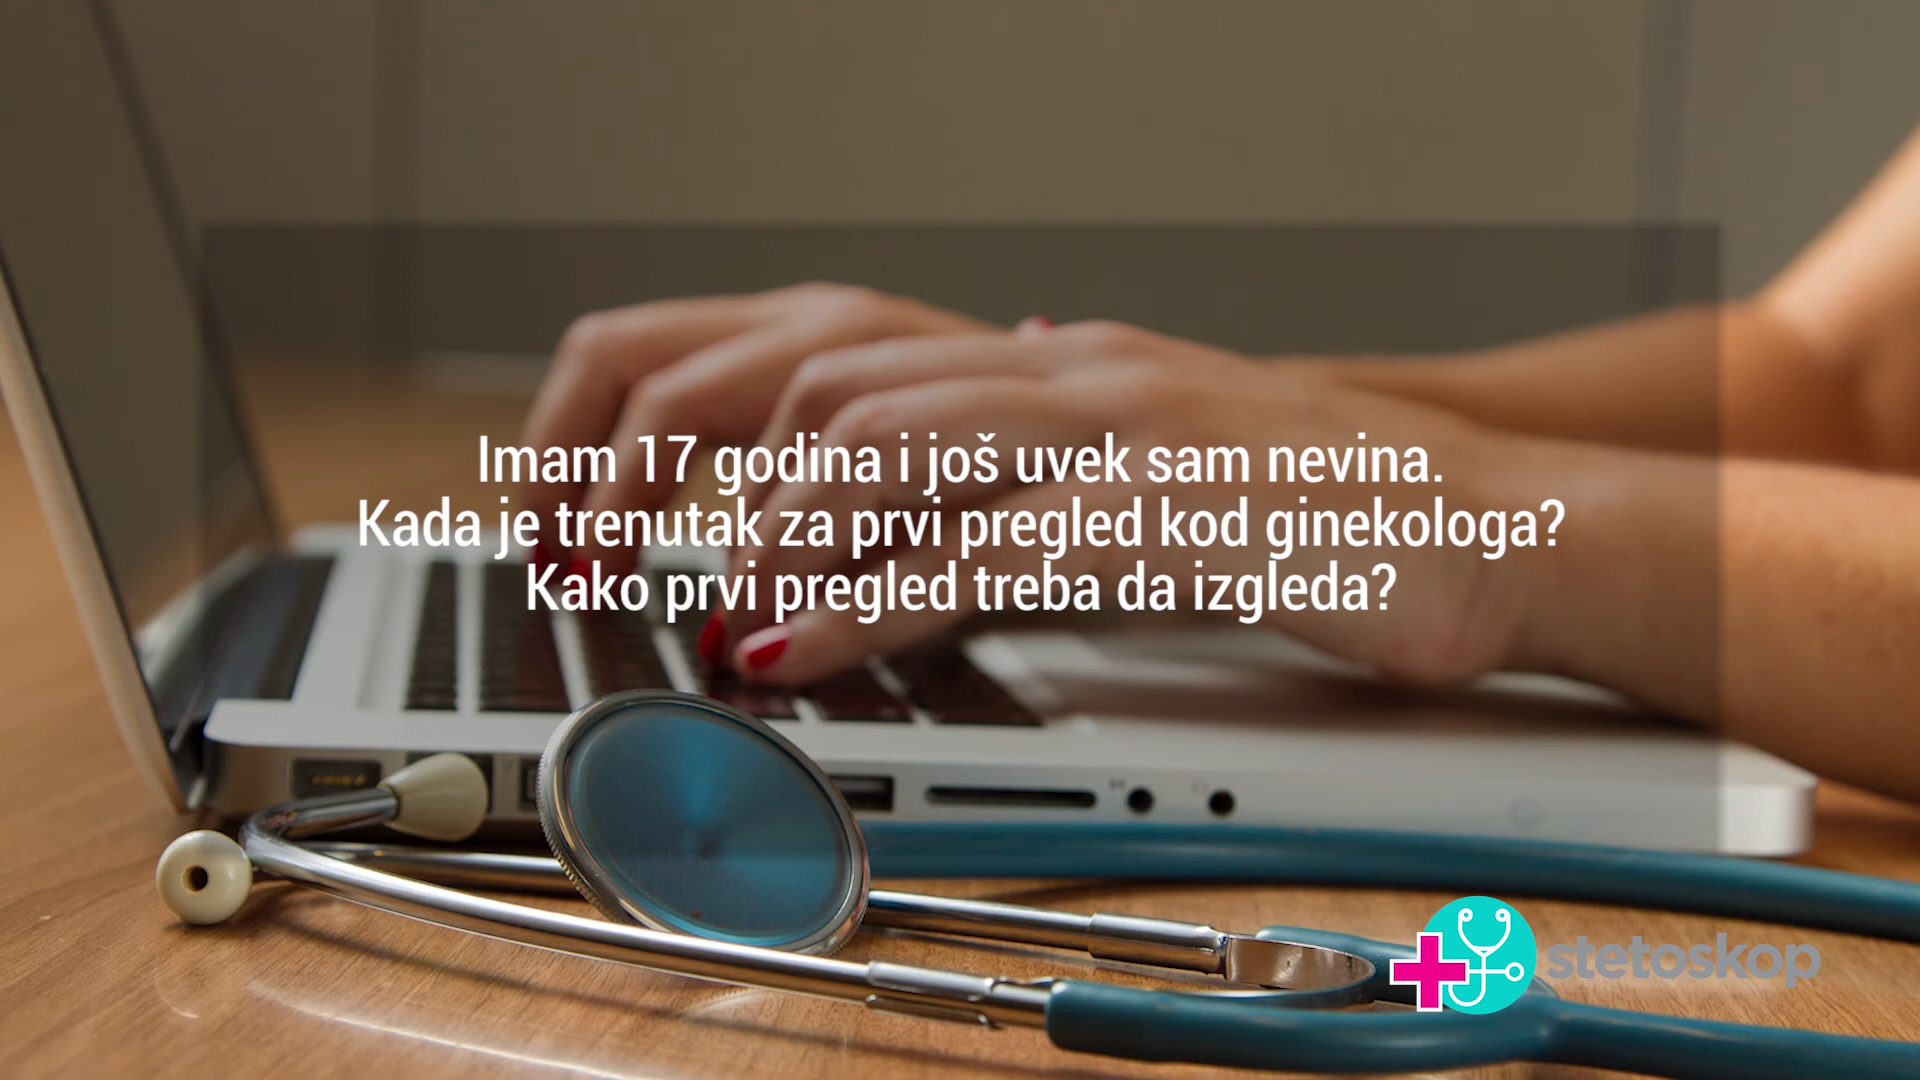 Imam 17 godina i još uvek sam nevina.
Kada je trenutak za prvi pregled kod ginekologa?
Kako prvi pregled treba da izgleda?
stetoskop